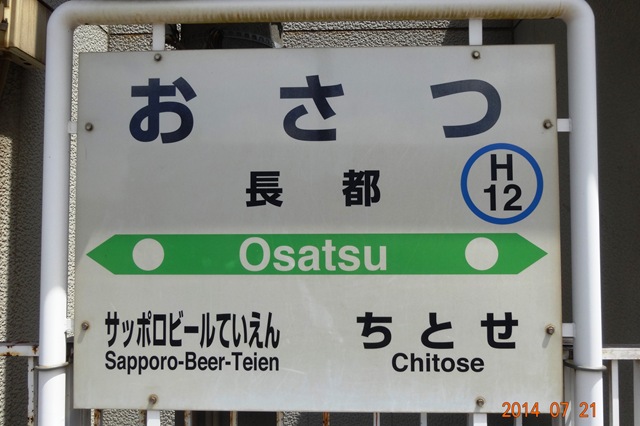 おさつ
長都
H
12
Osatsu
サッポロビールていえん
Sapporo-Beer-Teien
ちとせ
Chitose
2014 07 21